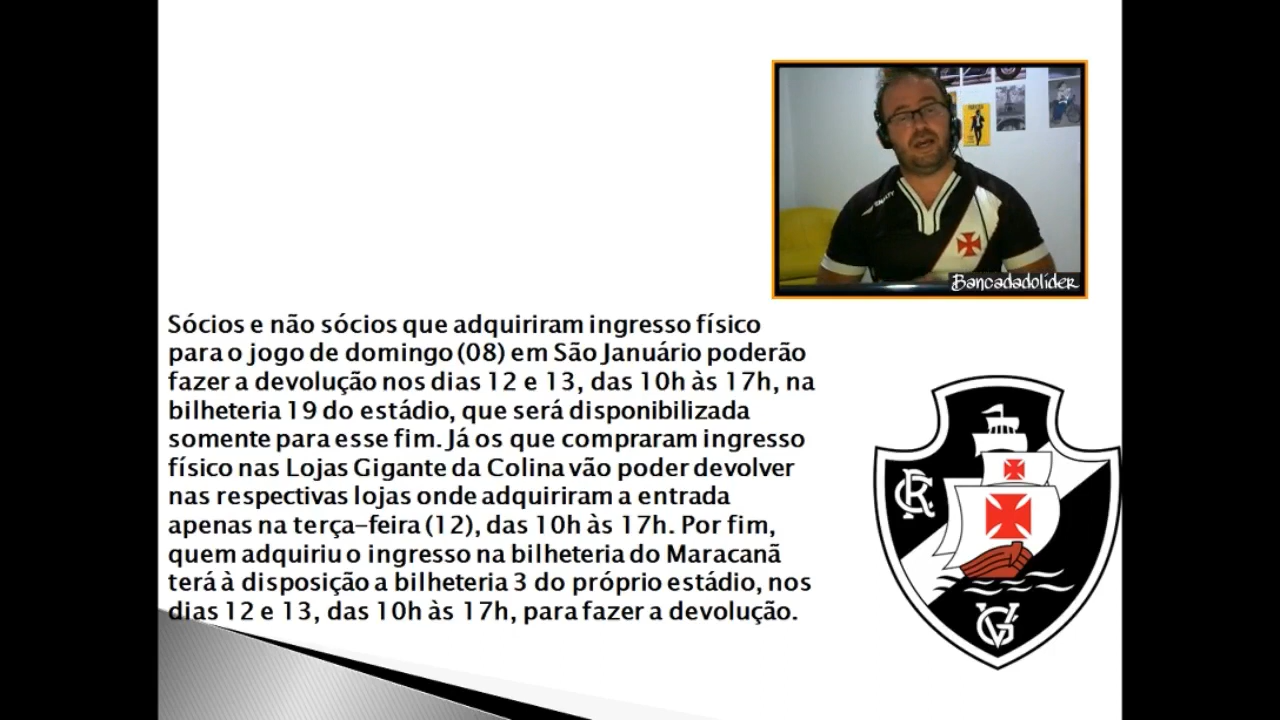 PENALTY
Bancadadolider
Sócios e não sócios que adquiriram ingresso físico
para o jogo de domingo (08) em São Januário poderão
fazer a devolução nos dias 12 e 13, das 10h às 17h, na
bilheteria 19 do estádio, que será disponibilizada
somente para esse fim. Já os que compraram ingresso
físico nas Lojas Gigante da Colina vão poder devolver
nas respectivas lojas onde adquiriram a entrada
apenas na terça-feira (12), das 10h às 17h. Por fim,
quem adquiriu o ingresso na bilheteria do Maracanã
terá à disposição a bilheteria 3 do próprio estádio, nos
dias 12 e 13, das 10h às 17h, para fazer a devolução.
CR
VG